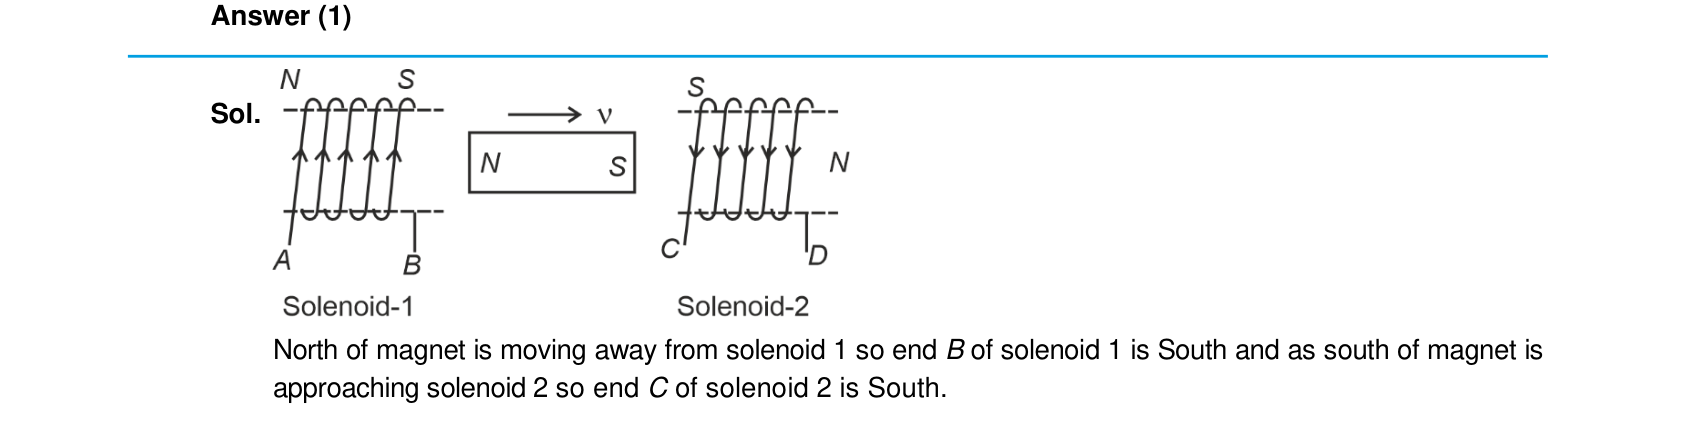 Answer (1)
N S
S
Sol.
v
N S
N
A B
C D
Solenoid-1 Solenoid-2
North of magnet is moving away from solenoid 1 so end B of solenoid 1 is South and as south of magnet is
approaching solenoid 2 so end C of solenoid 2 is South.